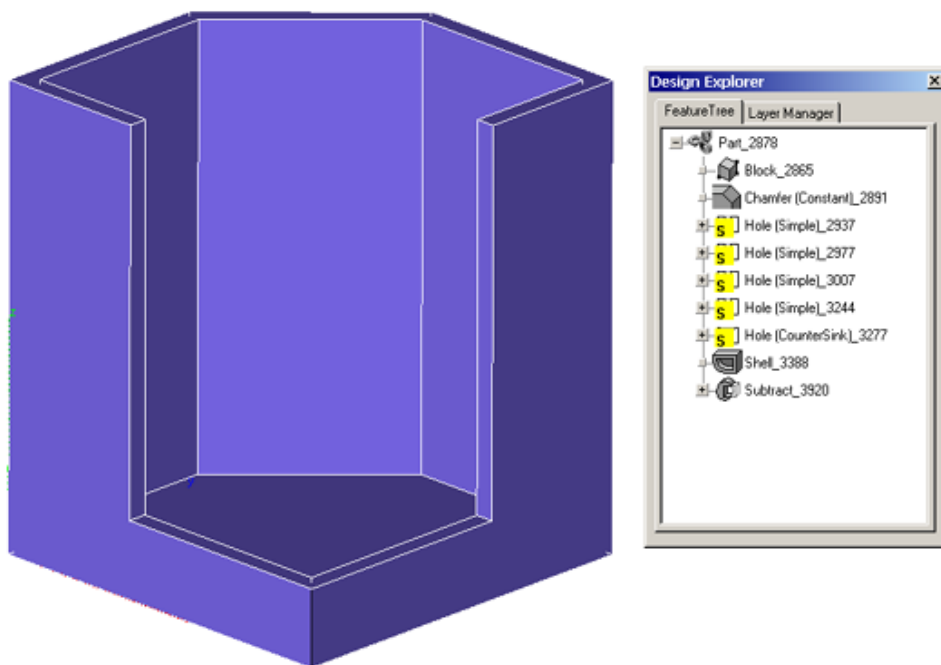 Design Explorer
FeatureTree Layer Manager
Part_2878
Block_2865
Chamfer (Constant)_2891
S Hole (Simple)_2937
S Hole (Simple)_2977
S Hole (Simple)_3007
S Hole (Simple)_3244
S Hole (CounterSink)_3277
Shell_3388
Subtract_3920